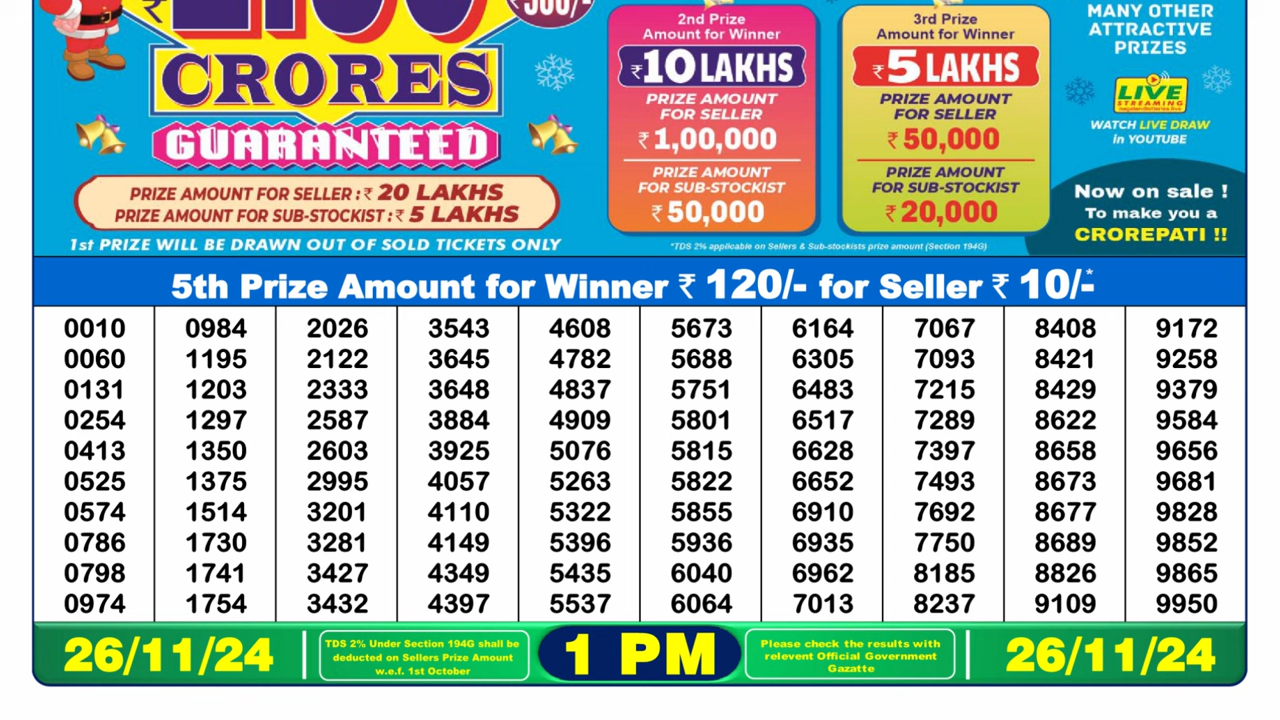 CRORES
GUARANTEED
PRIZE AMOUNT FOR SELLER : ₹ 20 LAKHS
PRIZE AMOUNT FOR SUB-STOCKIST : ₹ 5 LAKHS
1st PRIZE WILL BE DRAWN OUT OF SOLD TICKETS ONLY
2nd Prize
Amount for Winner
₹10 LAKHS
PRIZE AMOUNT
FOR SELLER
₹ 1,00,000
PRIZE AMOUNT
FOR SUB-STOCKIST
₹ 50,000
3rd Prize
Amount for Winner
₹5 LAKHS
PRIZE AMOUNT
FOR SELLER
₹ 50,000
PRIZE AMOUNT
FOR SUB-STOCKIST
₹ 20,000
*TDS 2% applicable on Sellers & Sub-stockists prize amount (Section 194G)
MANY OTHER
ATTRACTIVE
PRIZES
LIVE
STREAMING
WATCH LIVE DRAW
in YOUTUBE
Now on sale !
To make you a
CROREPATI !!
5th Prize Amount for Winner ₹ 120/- for Seller ₹ 10/-*
0010 0984 2026 3543 4608 5673 6164 7067 8408 9172
0060 1195 2122 3645 4782 5688 6305 7093 8421 9258
0131 1203 2333 3648 4837 5751 6483 7215 8429 9379
0254 1297 2587 3884 4909 5801 6517 7289 8622 9584
0413 1350 2603 3925 5076 5815 6628 7397 8658 9656
0525 1375 2995 4057 5263 5822 6652 7493 8673 9681
0574 1514 3201 4110 5322 5855 6910 7692 8677 9828
0786 1730 3281 4149 5396 5936 6935 7750 8689 9852
0798 1741 3427 4349 5435 6040 6962 8185 8826 9865
0974 1754 3432 4397 5537 6064 7013 8237 9109 9950
26/11/24
TDS 2% Under Section 194G shall be
deducted on Sellers Prize Amount
w.e.f. 1st October
1 PM
Please check the results with
relevent Official Government
Gazatte
26/11/24